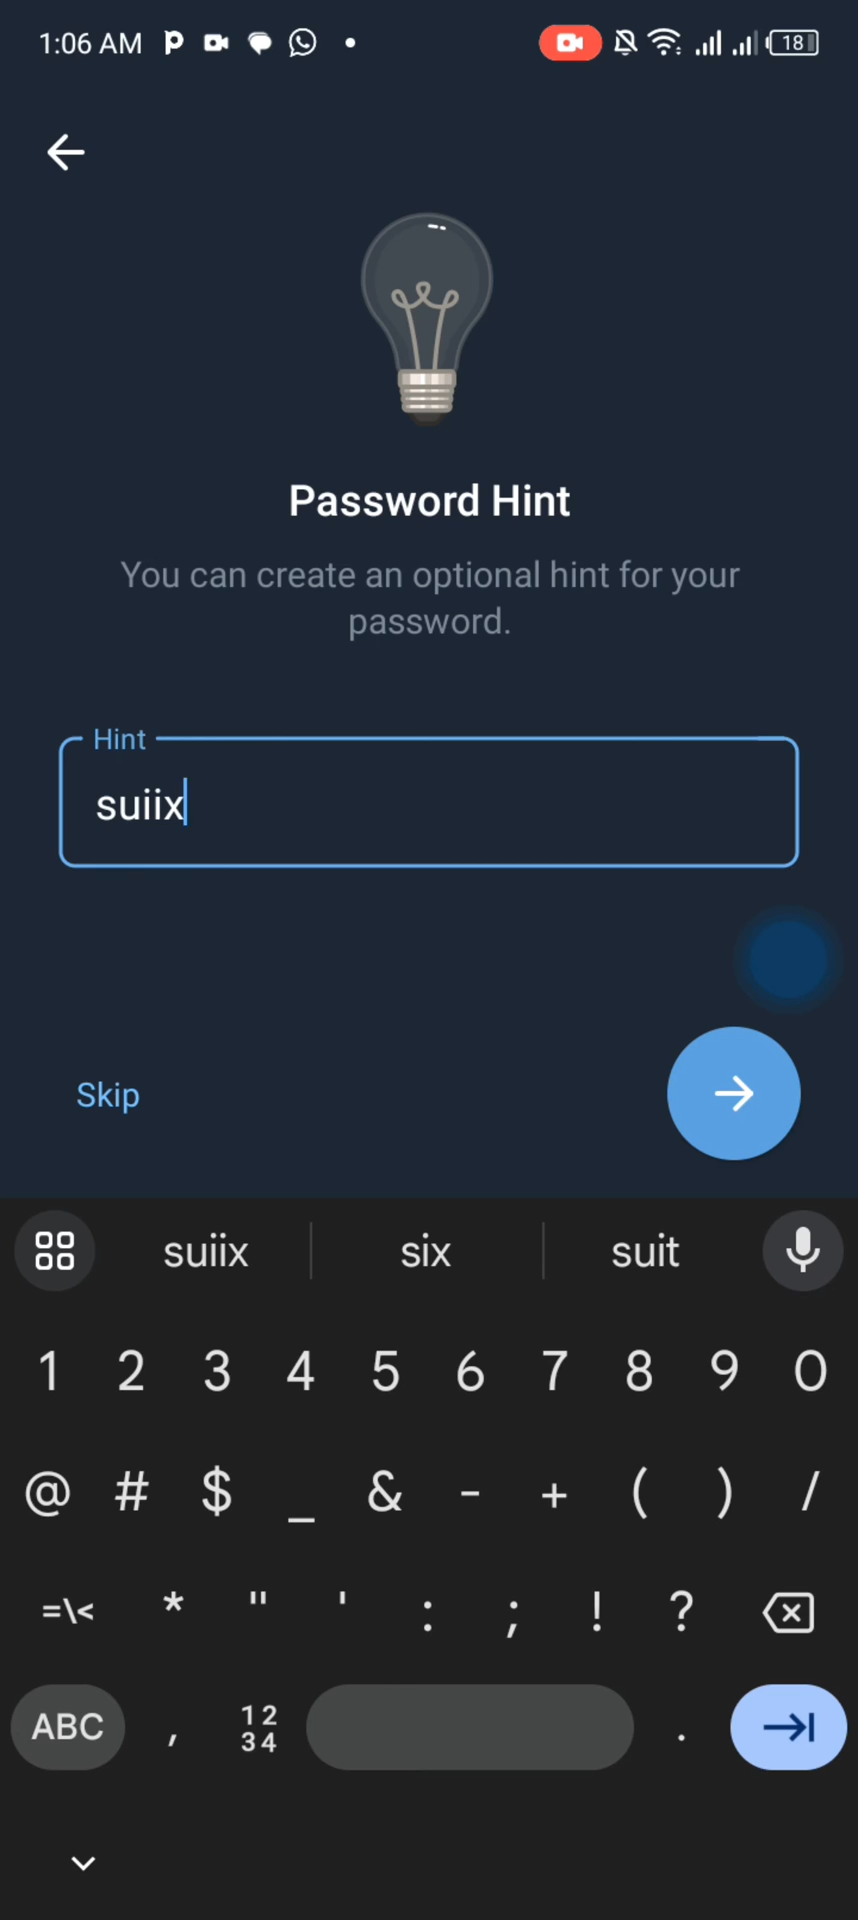 1:06 AM
18
Password Hint
You can create an optional hint for your
password.
Hint
suiix
Skip
suiix six suit
1 2 3 4 5 6 7 8 9 0
@ # $ _ & - + ( ) /
=\< * " ' : ; ! ?
ABC , 12 34 .